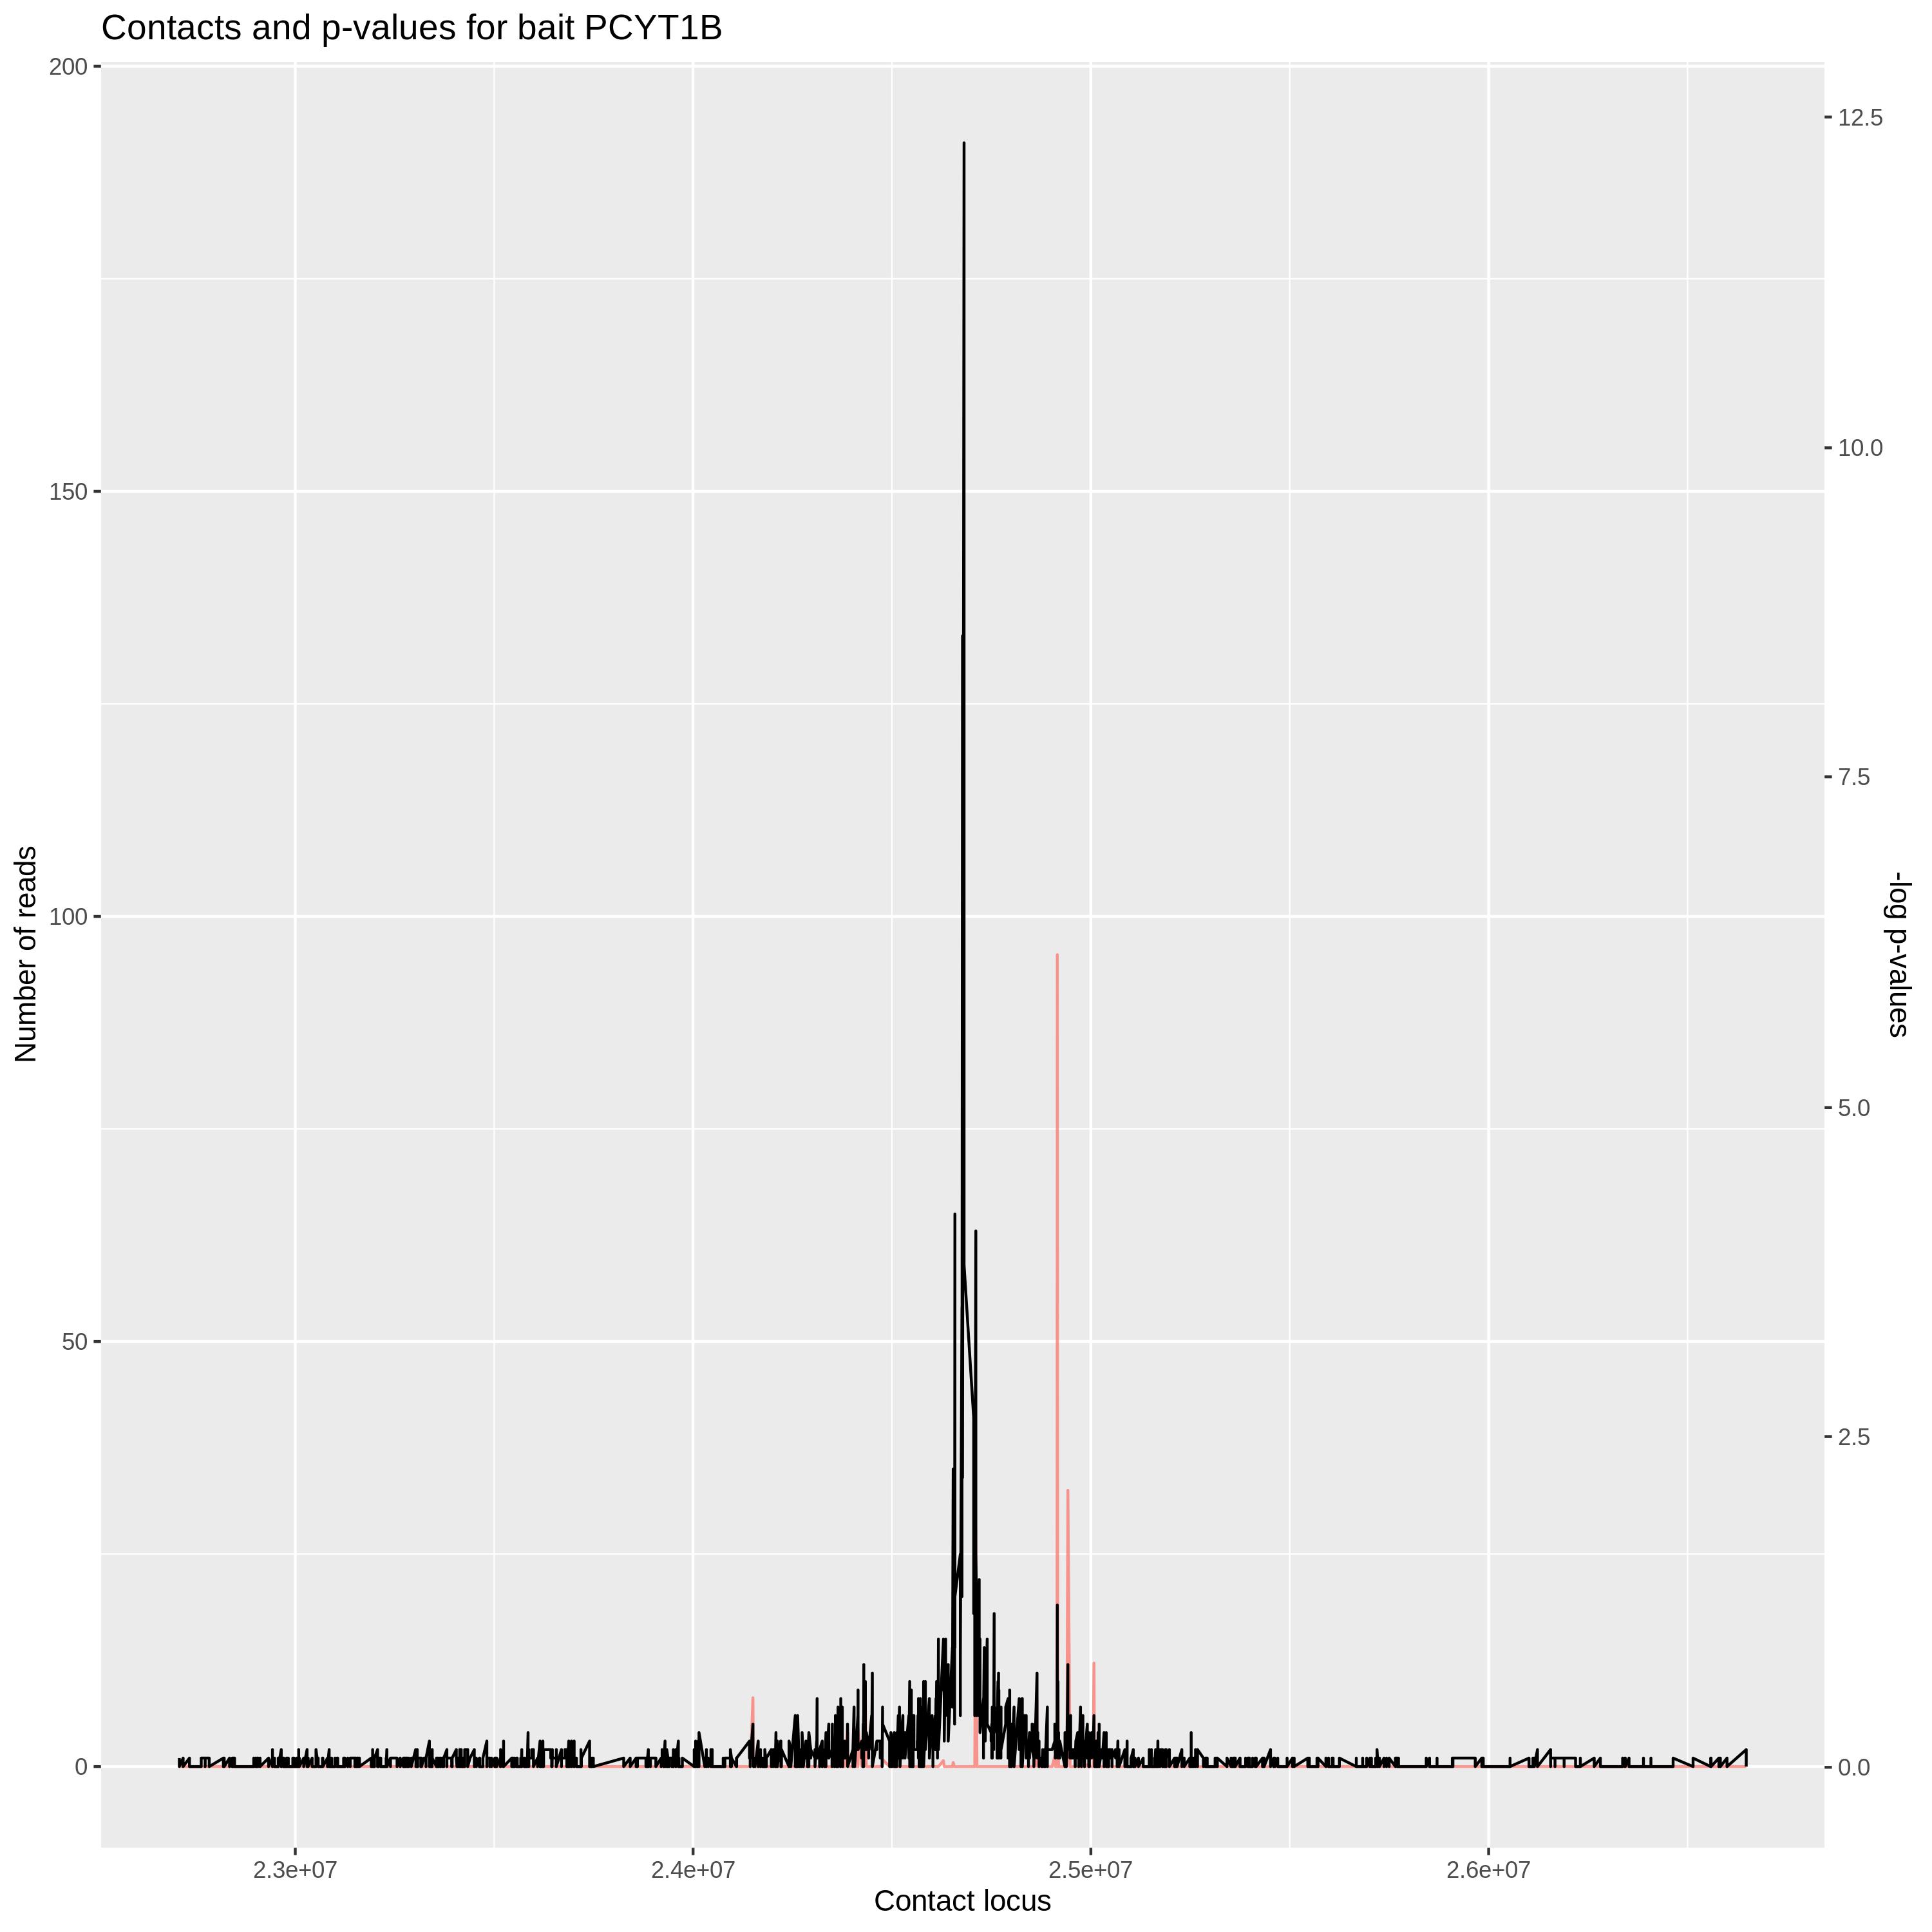 Contacts and p-values for bait PCYT1B
200
150
100
50
0
Number of reads
12.5
10.0
7.5
5.0
2.5
0.0
-log p-values
2.3e+07
2.4e+07
2.5e+07
2.6e+07
Contact locus